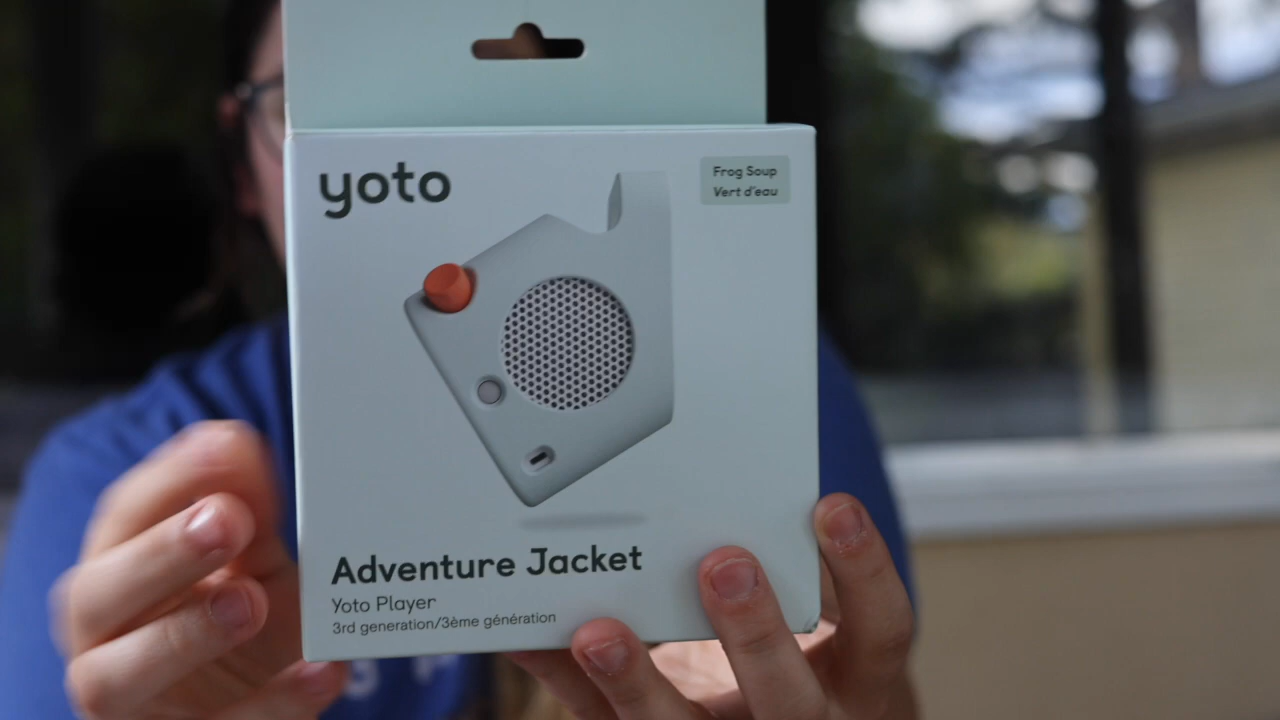 yoto
Frog Soup
Vert d'eau
Adventure Jacket
Yoto Player
3rd generation/3ème génération